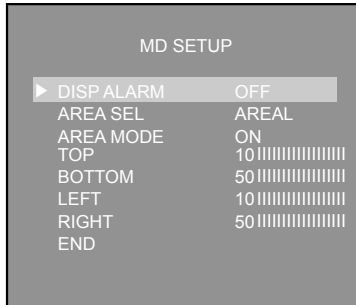 MD SETUP
DISP ALARM OFF
AREA SEL AREAL
AREA MODE ON
TOP 10
BOTTOM 50
LEFT 10
RIGHT 50
END